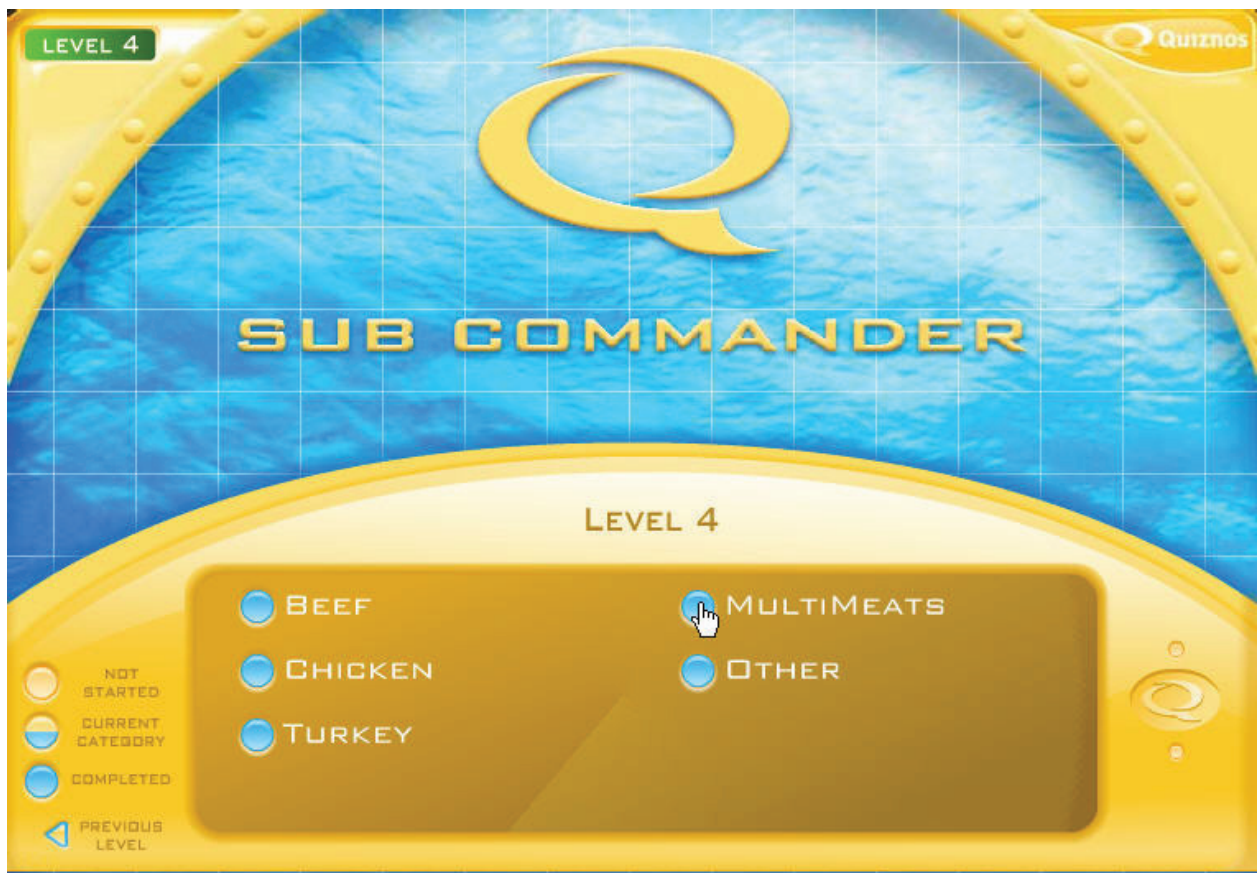 LEVEL 4
Quiznos
SUB COMMANDER
LEVEL 4
BEEF
MULTIMEATS
CHICKEN
OTHER
TURKEY
NOT
STARTED
CURRENT
CATEGORY
COMPLETED
PREVIOUS
LEVEL